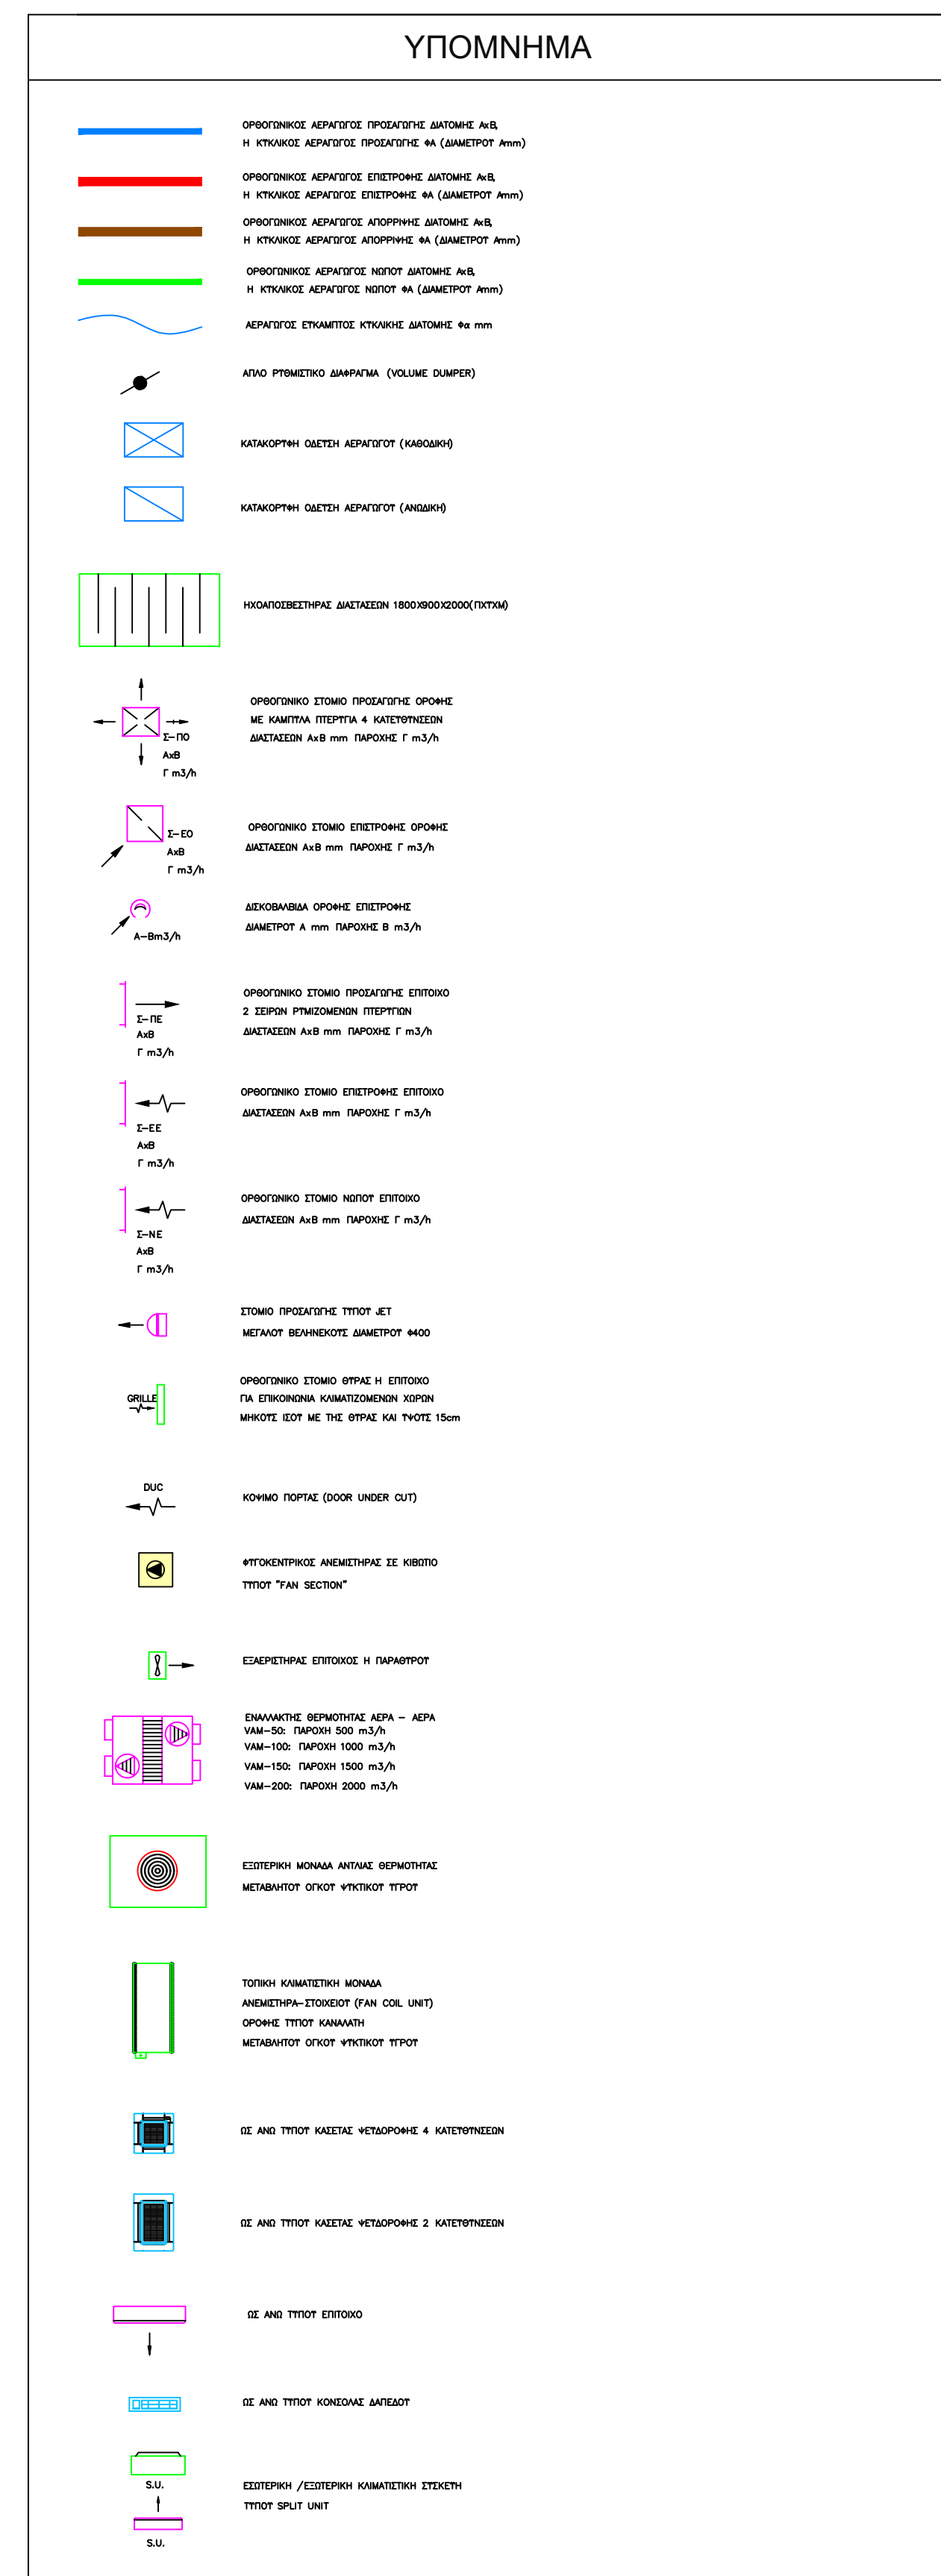 ΥΠΟΜΝΗΜΑ
ΟΡΘΟΓΩΝΙΚΟΣ ΑΕΡΑΓΩΓΟΣ ΠΡΟΣΑΓΩΓΗΣ ΔΙΑΤΟΜΗΣ ΑxΒ,
Η ΚΥΚΛΙΚΟΣ ΑΕΡΑΓΩΓΟΣ ΠΡΟΣΑΓΩΓΗΣ ΦΑ (ΔΙΑΜΕΤΡΟΥ Amm)
ΟΡΘΟΓΩΝΙΚΟΣ ΑΕΡΑΓΩΓΟΣ ΕΠΙΣΤΡΟΦΗΣ ΔΙΑΤΟΜΗΣ ΑxΒ,
Η ΚΥΚΛΙΚΟΣ ΑΕΡΑΓΩΓΟΣ ΕΠΙΣΤΡΟΦΗΣ ΦΑ (ΔΙΑΜΕΤΡΟΥ Amm)
ΟΡΘΟΓΩΝΙΚΟΣ ΑΕΡΑΓΩΓΟΣ ΑΠΟΡΡΙΨΗΣ ΔΙΑΤΟΜΗΣ ΑxΒ,
Η ΚΥΚΛΙΚΟΣ ΑΕΡΑΓΩΓΟΣ ΑΠΟΡΡΙΨΗΣ ΦΑ (ΔΙΑΜΕΤΡΟΥ Amm)
ΟΡΘΟΓΩΝΙΚΟΣ ΑΕΡΑΓΩΓΟΣ ΝΩΠΟΥ ΔΙΑΤΟΜΗΣ ΑxΒ,
Η ΚΥΚΛΙΚΟΣ ΑΕΡΑΓΩΓΟΣ ΝΩΠΟΥ ΦΑ (ΔΙΑΜΕΤΡΟΥ Amm)
ΑΕΡΑΓΩΓΟΣ ΕΥΚΑΜΠΤΟΣ ΚΥΚΛΙΚΗΣ ΔΙΑΤΟΜΗΣ Φα mm
ΑΠΛΟ ΡΥΘΜΙΣΤΙΚΟ ΔΙΑΦΡΑΓΜΑ (VOLUME DUMPER)
ΚΑΤΑΚΟΡΥΦΗ ΟΔΕΥΣΗ ΑΕΡΑΓΩΓΟΥ (ΚΑΘΟΔΙΚΗ)
ΚΑΤΑΚΟΡΥΦΗ ΟΔΕΥΣΗ ΑΕΡΑΓΩΓΟΥ (ΑΝΩΔΙΚΗ)
ΗΧΟΑΠΟΣΒΕΣΤΗΡΑΣ ΔΙΑΣΤΑΣΕΩΝ 1800X900X2000(ΠΧΥΧΜ)
ΟΡΘΟΓΩΝΙΚΟ ΣΤΟΜΙΟ ΠΡΟΣΑΓΩΓΗΣ ΟΡΟΦΗΣ
ΜΕ ΚΑΜΠΥΛΑ ΠΤΕΡΥΓΙΑ 4 ΚΑΤΕΥΘΥΝΣΕΩΝ
ΔΙΑΣΤΑΣΕΩΝ ΑxΒ mm ΠΑΡΟΧΗΣ Γ m3/h
Σ-ΠΟ
ΑxΒ
Γ m3/h
ΟΡΘΟΓΩΝΙΚΟ ΣΤΟΜΙΟ ΕΠΙΣΤΡΟΦΗΣ ΟΡΟΦΗΣ
ΔΙΑΣΤΑΣΕΩΝ ΑxΒ mm ΠΑΡΟΧΗΣ Γ m3/h
Σ-ΕΟ
ΑxΒ
Γ m3/h
ΔΙΣΚΟΒΑΛΒΙΔΑ ΟΡΟΦΗΣ ΕΠΙΣΤΡΟΦΗΣ
ΔΙΑΜΕΤΡΟΥ Α mm ΠΑΡΟΧΗΣ Β m3/h
Α-Βm3/h
ΟΡΘΟΓΩΝΙΚΟ ΣΤΟΜΙΟ ΠΡΟΣΑΓΩΓΗΣ ΕΠΙΤΟΙΧΟ
2 ΣΕΙΡΩΝ ΡΥΜΙΖΟΜΕΝΩΝ ΠΤΕΡΥΓΙΩΝ
ΔΙΑΣΤΑΣΕΩΝ ΑxΒ mm ΠΑΡΟΧΗΣ Γ m3/h
Σ-ΠΕ
ΑxΒ
Γ m3/h
ΟΡΘΟΓΩΝΙΚΟ ΣΤΟΜΙΟ ΕΠΙΣΤΡΟΦΗΣ ΕΠΙΤΟΙΧΟ
ΔΙΑΣΤΑΣΕΩΝ ΑxΒ mm ΠΑΡΟΧΗΣ Γ m3/h
Σ-ΕΕ
ΑxΒ
Γ m3/h
ΟΡΘΟΓΩΝΙΚΟ ΣΤΟΜΙΟ ΝΩΠΟΥ ΕΠΙΤΟΙΧΟ
ΔΙΑΣΤΑΣΕΩΝ ΑxΒ mm ΠΑΡΟΧΗΣ Γ m3/h
Σ-ΝΕ
ΑxΒ
Γ m3/h
ΣΤΟΜΙΟ ΠΡΟΣΑΓΩΓΗΣ ΤΥΠΟΥ JET
ΜΕΓΑΛΟΥ ΒΕΛΗΝΕΚΟΥΣ ΔΙΑΜΕΤΡΟΥ Φ400
ΟΡΘΟΓΩΝΙΚΟ ΣΤΟΜΙΟ ΘΥΡΑΣ Η ΕΠΙΤΟΙΧΟ
ΓΙΑ ΕΠΙΚΟΙΝΩΝΙΑ ΚΛΙΜΑΤΙΖΟΜΕΝΩΝ ΧΩΡΩΝ
ΜΗΚΟΥΣ ΙΣΟΥ ΜΕ ΤΗΣ ΘΥΡΑΣ ΚΑΙ ΥΨΟΥΣ 15cm
GRILLE
DUC
ΚΟΨΙΜΟ ΠΟΡΤΑΣ (DOOR UNDER CUT)
ΦΥΓΟΚΕΝΤΡΙΚΟΣ ΑΝΕΜΙΣΤΗΡΑΣ ΣΕ ΚΙΒΩΤΙΟ
ΤΥΠΟΥ "FAN SECTION"
ΕΞΑΕΡΙΣΤΗΡΑΣ ΕΠΙΤΟΙΧΟΣ Η ΠΑΡΑΘΥΡΟΥ
ΕΝΑΛΛΑΚΤΗΣ ΘΕΡΜΟΤΗΤΑΣ ΑΕΡΑ - ΑΕΡΑ
VAM-50: ΠΑΡΟΧΗ 500 m3/h
VAM-100: ΠΑΡΟΧΗ 1000 m3/h
VAM-150: ΠΑΡΟΧΗ 1500 m3/h
VAM-200: ΠΑΡΟΧΗ 2000 m3/h
ΕΞΩΤΕΡΙΚΗ ΜΟΝΑΔΑ ΑΝΤΛΙΑΣ ΘΕΡΜΟΤΗΤΑΣ
ΜΕΤΑΒΛΗΤΟΥ ΟΓΚΟΥ ΨΥΚΤΙΚΟΥ ΥΓΡΟΥ
ΤΟΠΙΚΗ ΚΛΙΜΑΤΙΣΤΙΚΗ ΜΟΝΑΔΑ
ΑΝΕΜΙΣΤΗΡΑ-ΣΤΟΙΧΕΙΟΥ (FAN COIL UNIT)
ΟΡΟΦΗΣ ΤΥΠΟΥ ΚΑΝΑΛΑΤΗ
ΜΕΤΑΒΛΗΤΟΥ ΟΓΚΟΥ ΨΥΚΤΙΚΟΥ ΥΓΡΟΥ
ΩΣ ΑΝΩ ΤΥΠΟΥ ΚΑΣΕΤΑΣ ΨΕΥΔΟΡΟΦΗΣ 4 ΚΑΤΕΥΘΥΝΣΕΩΝ
ΩΣ ΑΝΩ ΤΥΠΟΥ ΚΑΣΕΤΑΣ ΨΕΥΔΟΡΟΦΗΣ 2 ΚΑΤΕΥΘΥΝΣΕΩΝ
ΩΣ ΑΝΩ ΤΥΠΟΥ ΕΠΙΤΟΙΧΟ
ΩΣ ΑΝΩ ΤΥΠΟΥ ΚΟΝΣΟΛΑΣ ΔΑΠΕΔΟΥ
S.U.
ΕΣΩΤΕΡΙΚΗ /ΕΞΩΤΕΡΙΚΗ ΚΛΙΜΑΤΙΣΤΙΚΗ ΣΥΣΚΕΥΗ
ΤΥΠΟΥ SPLIT UNIT
S.U.